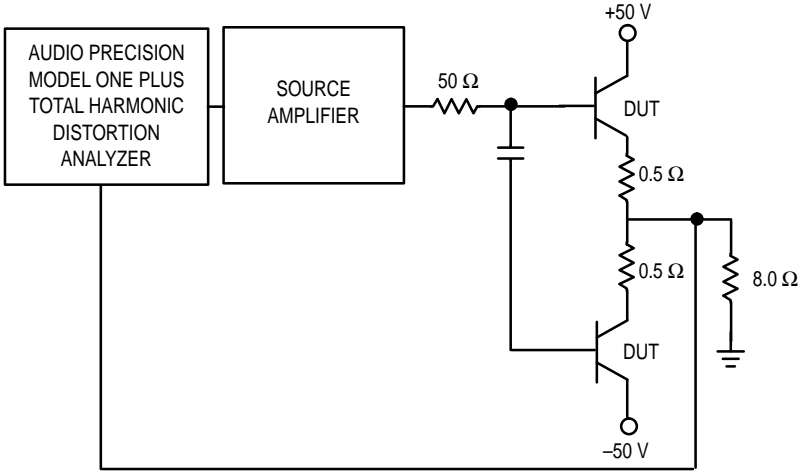 +50 V
AUDIO PRECISION
MODEL ONE PLUS
TOTAL HARMONIC
DISTORTION
ANALYZER
SOURCE
AMPLIFIER
50 Ω
DUT
0.5 Ω
0.5 Ω
8.0 Ω
DUT
–50 V